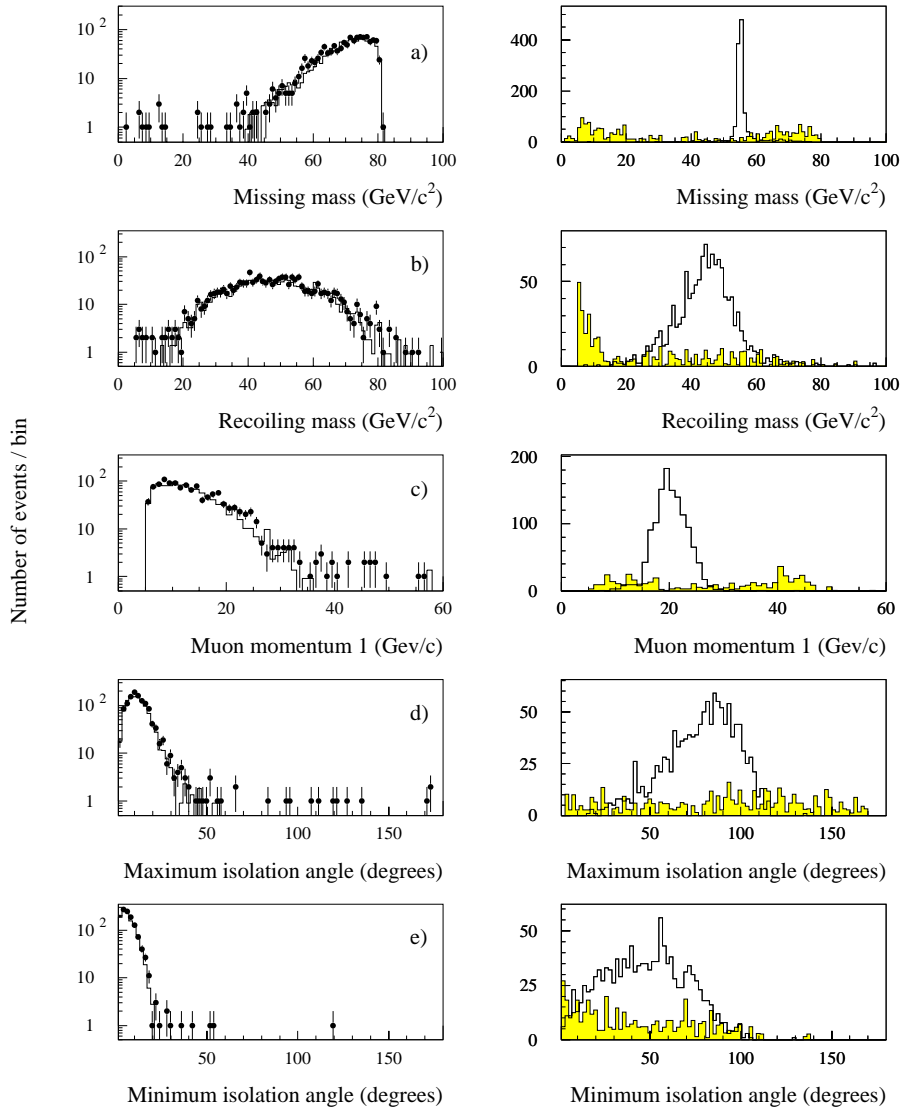 Number of events / bin
10 2
10
1
0 20 40 60 80 100
a)
Missing mass (GeV/c2)
400
200
0
0 20 40 60 80 100
Missing mass (GeV/c2)
10 2
10
1
0 20 40 60 80 100
b)
Recoiling mass (GeV/c2)
50
0
0 20 40 60 80 100
Recoiling mass (GeV/c2)
10 2
10
1
0 20 40 60
c)
Muon momentum 1 (Gev/c)
200
100
0
0 20 40 60
Muon momentum 1 (Gev/c)
10 2
10
1
50 100 150
d)
Maximum isolation angle (degrees)
50
25
0
50 100 150
Maximum isolation angle (degrees)
10 2
10
1
50 100 150
e)
Minimum isolation angle (degrees)
50
25
0
50 100 150
Minimum isolation angle (degrees)